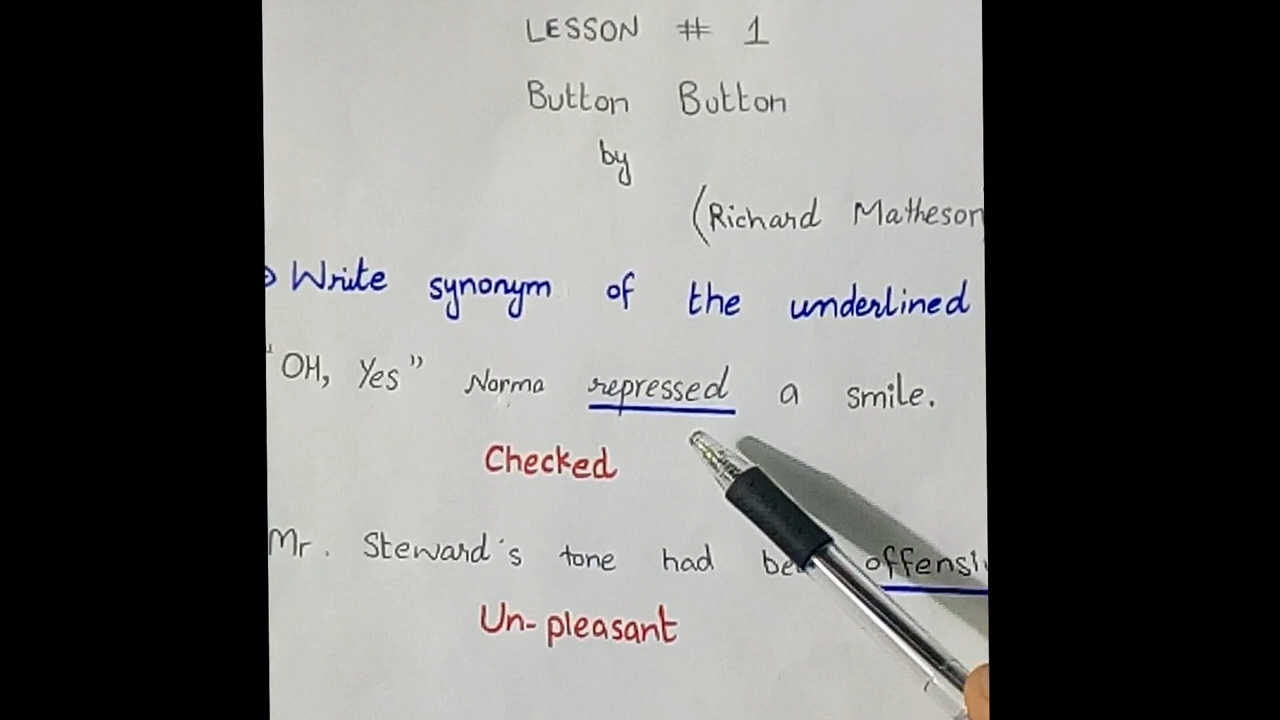 LESSON # 1
Button Button
by
(Richard Matheson
Write synonym of the underlined
"OH, Yes" Norma repressed a smile.
Checked
Mr. Steward's tone had
Un-pleasant